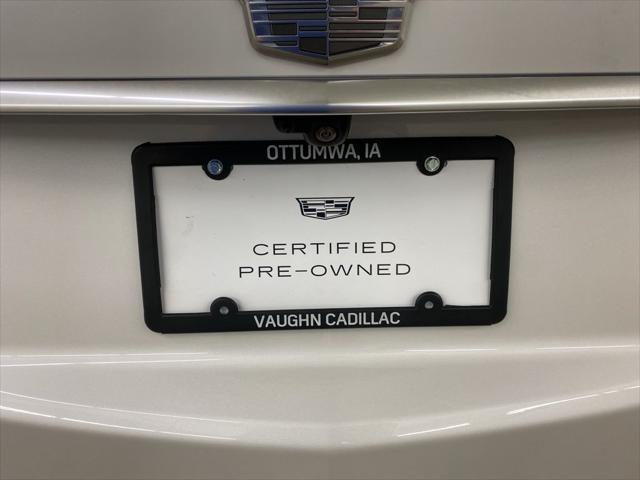 OTTUMWA, IA
CERTIFIED
PRE-OWNED
VAUGHN CADILLAC